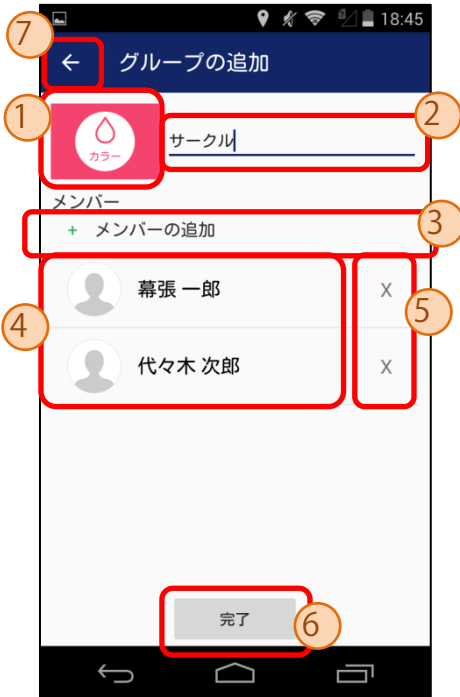 18:45
7
グループの追加
1
カラー
サークル
2
メンバー
+ メンバーの追加
3
4
幕張 一郎
X
5
代々木 次郎
X
完了
6